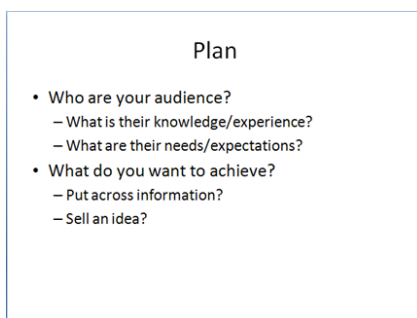 Plan
• Who are your audience?
– What is their knowledge/experience?
– What are their needs/expectations?
• What do you want to achieve?
– Put across information?
– Sell an idea?